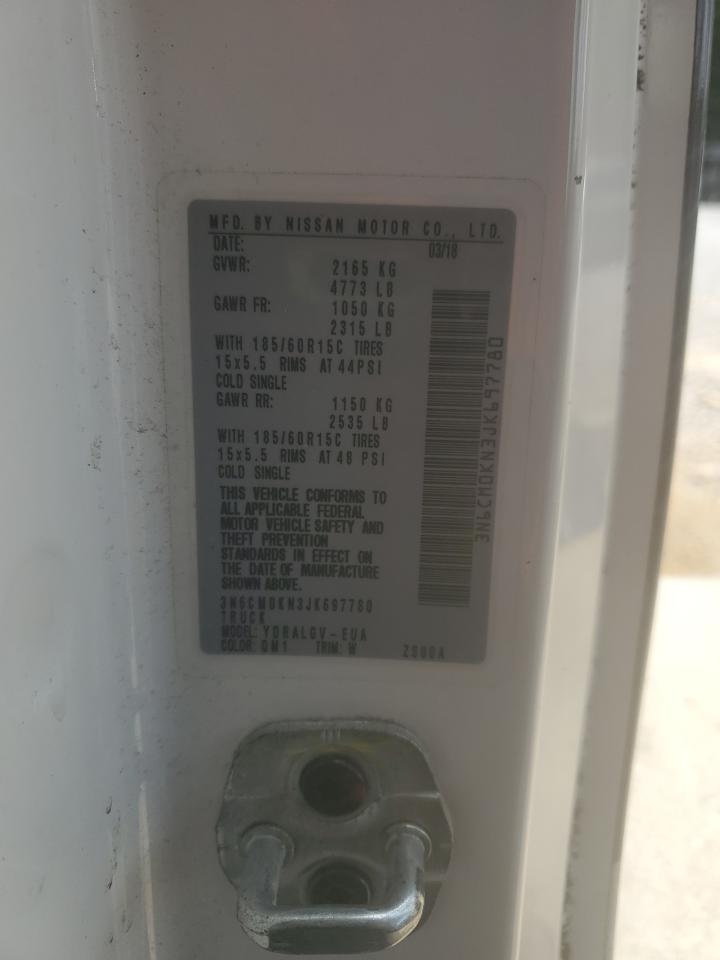 MFD. BY NISSAN MOTOR CO., LTD.
DATE: 03/18
GVWR: 2165 KG
4773 LB
GAWR FR: 1050 KG
2315 LB
WITH 185/60R15C TIRES
15x5.5 RIMS AT 44PSI
COLD SINGLE
GAWR RR: 1150 KG
2535 LB
WITH 185/60R15C TIRES
15x5.5 RIMS AT 48 PSI
COLD SINGLE
THIS VEHICLE CONFORMS TO
ALL APPLICABLE FEDERAL
MOTOR VEHICLE SAFETY AND
THEFT PREVENTION
STANDARDS IN EFFECT ON
THE DATE OF MANUFACTURE
SHOWN ABOVE.
3N6CM0KN3JK697780
TRUCK
MODEL: YDRALGV-EUA
COLOR: QM1 TRIM: W
3N6CM0KN3JK697780